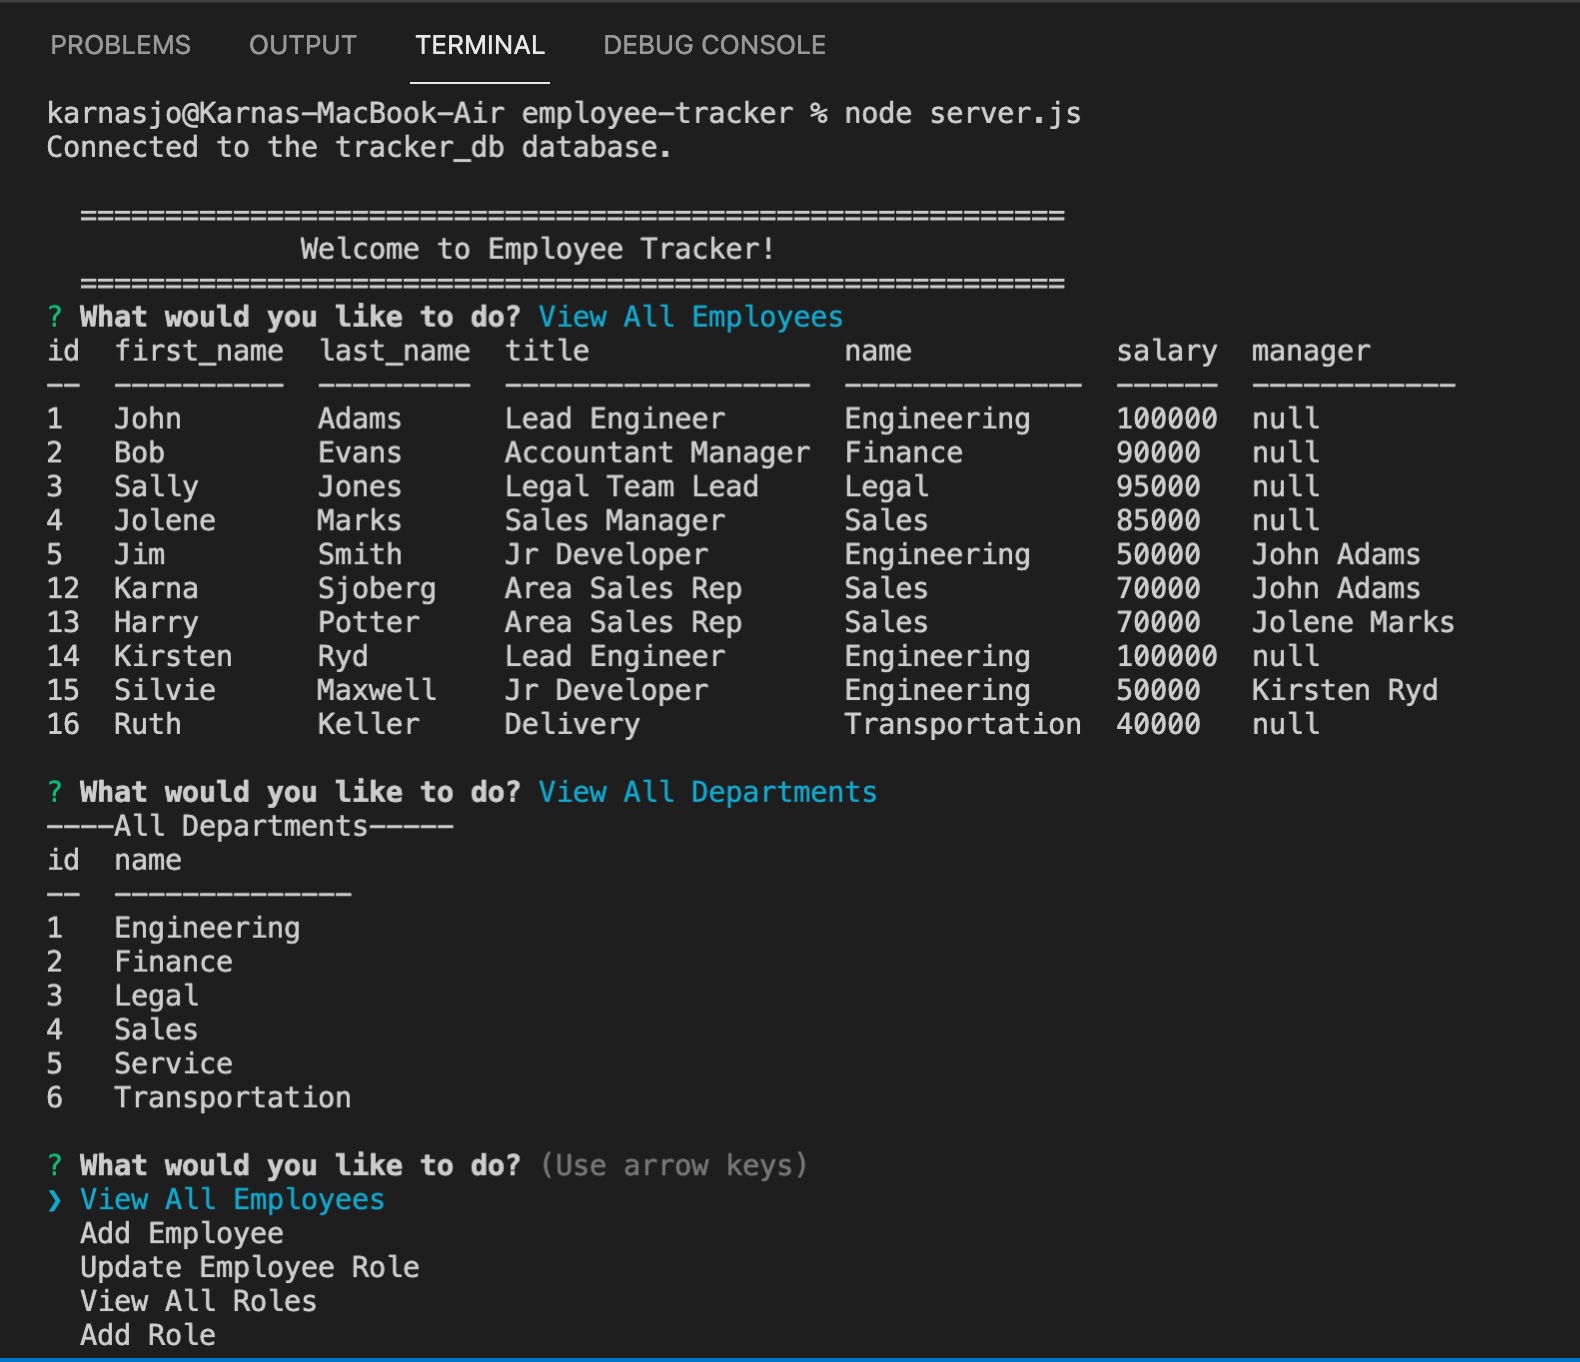 PROBLEMS OUTPUT TERMINAL DEBUG CONSOLE
karnasjo@Karnas-MacBook-Air employee-tracker % node server.js
Connected to the tracker_db database.
==========================================================
Welcome to Employee Tracker!
==========================================================
? What would you like to do? View All Employees
id  first_name  last_name  title               name            salary  manager
--  ----------  ---------  ------------------  --------------  ------  ------------
1   John        Adams      Lead Engineer       Engineering     100000  null
2   Bob         Evans      Accountant Manager  Finance         90000   null
3   Sally       Jones      Legal Team Lead     Legal           95000   null
4   Jolene      Marks      Sales Manager       Sales           85000   null
5   Jim         Smith      Jr Developer        Engineering     50000   John Adams
12  Karna       Sjoberg    Area Sales Rep      Sales           70000   John Adams
13  Harry       Potter     Area Sales Rep      Sales           70000   Jolene Marks
14  Kirsten     Ryd        Lead Engineer       Engineering     100000  null
15  Silvie      Maxwell    Jr Developer        Engineering     50000   Kirsten Ryd
16  Ruth        Keller     Delivery            Transportation  40000   null
? What would you like to do? View All Departments
----All Departments-----
id  name
--  --------------
1   Engineering
2   Finance
3   Legal
4   Sales
5   Service
6   Transportation
? What would you like to do? (Use arrow keys)
❯ View All Employees
Add Employee
Update Employee Role
View All Roles
Add Role